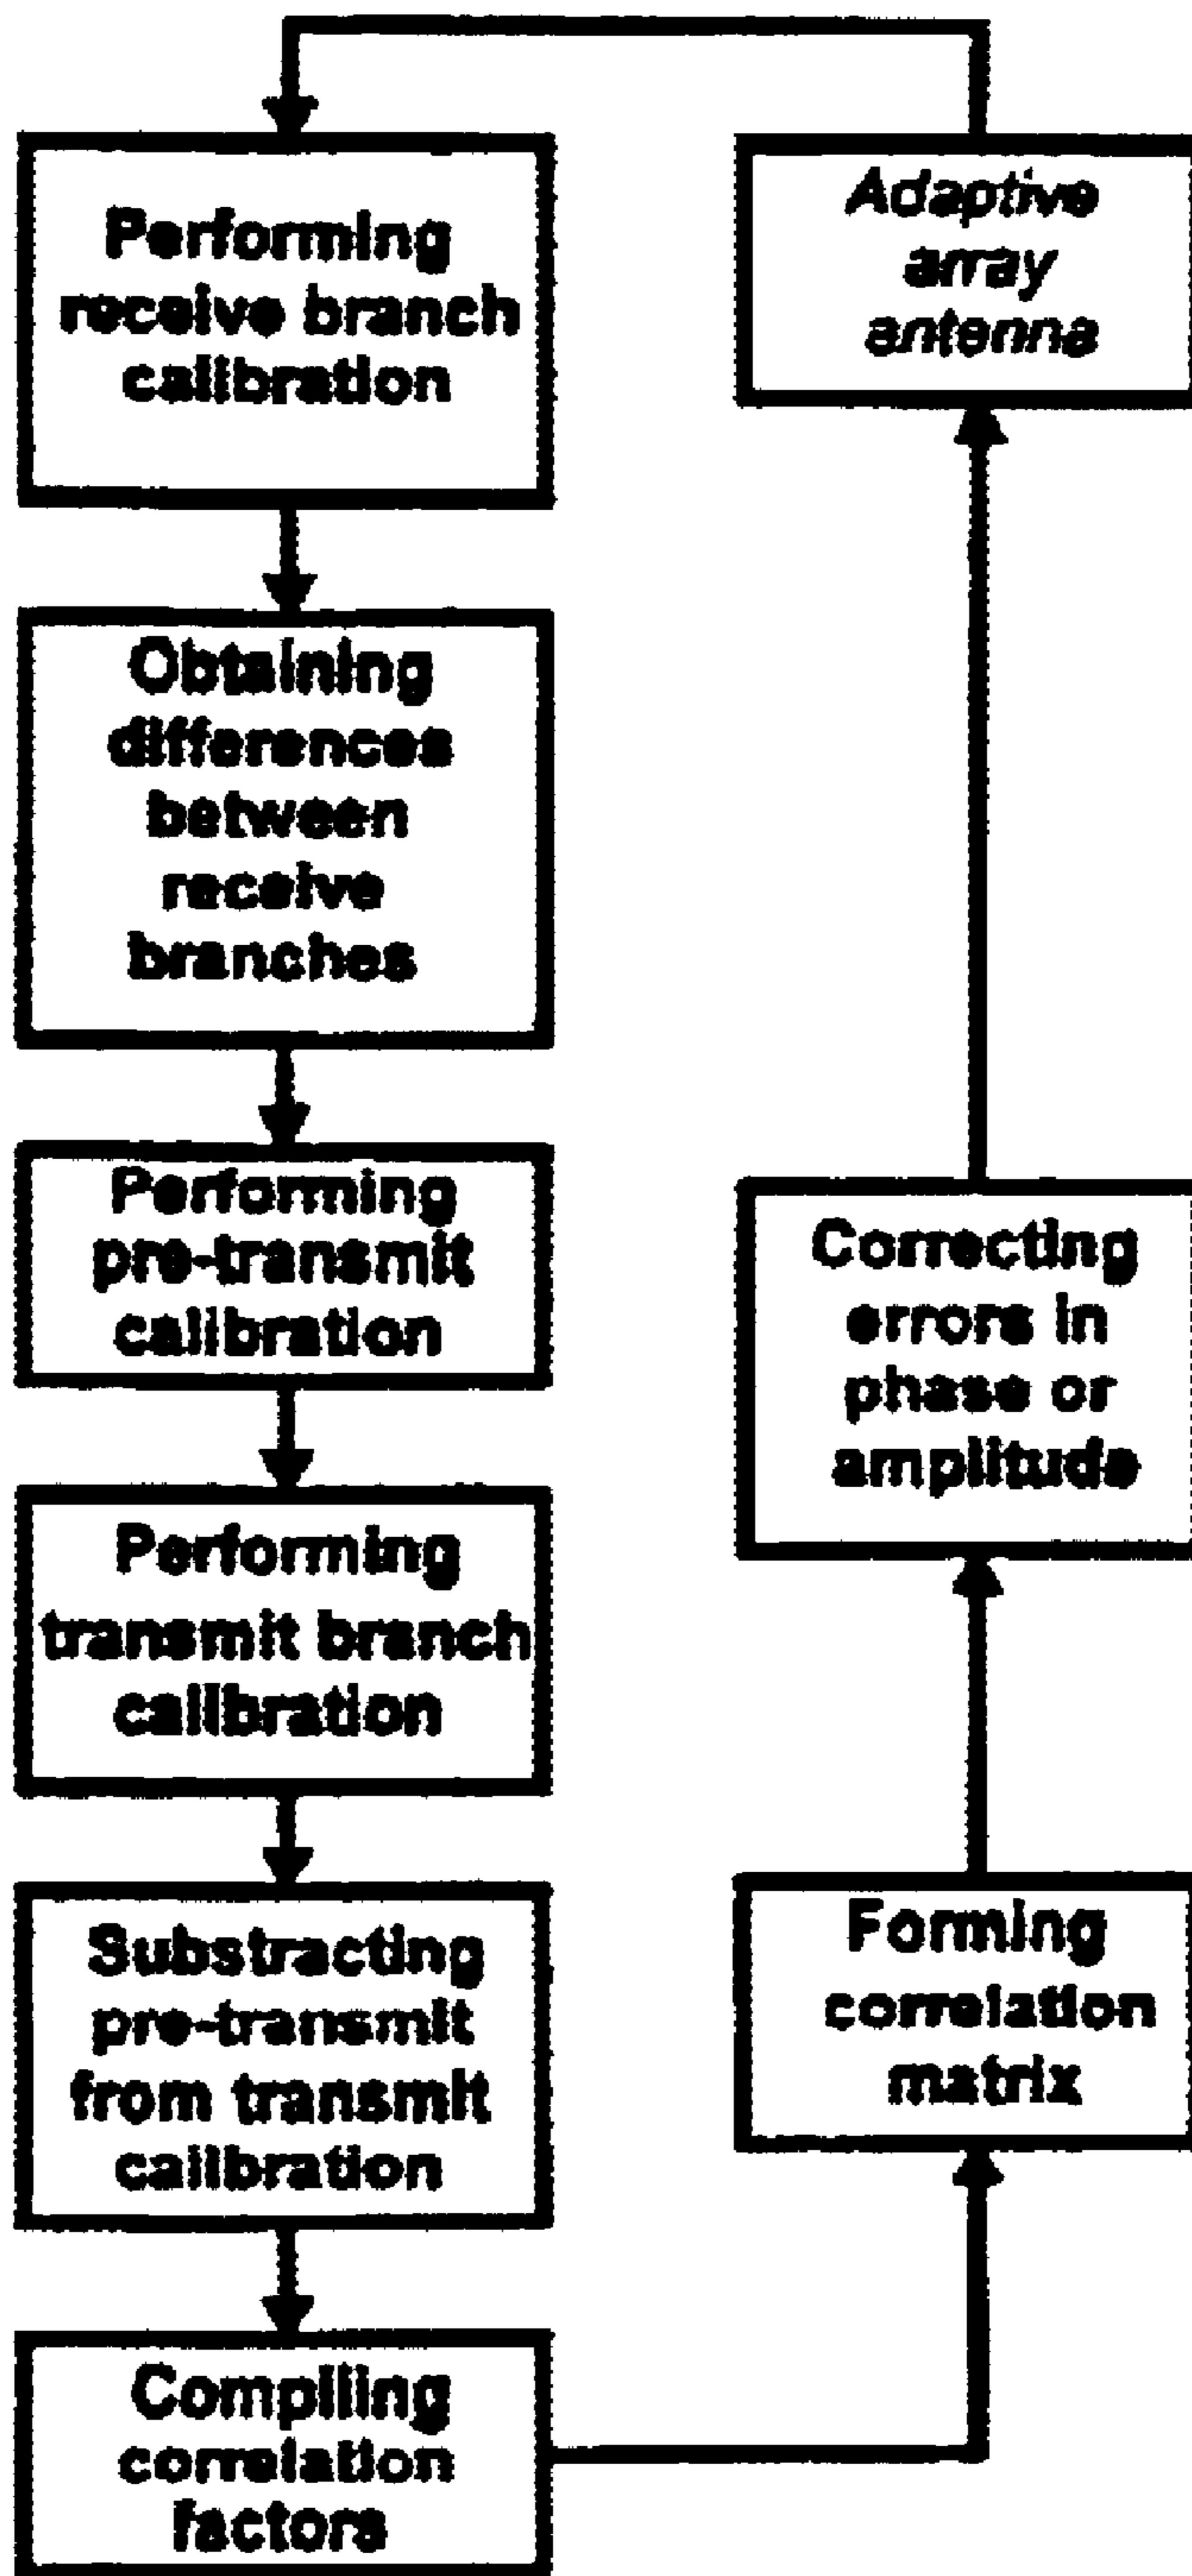 Performing
receive branch
calibration
Obtaining
differences
between
receive
branches
Performing
pre-transmit
calibration
Performing
transmit branch
calibration
Substracting
pre-transmit
from transmit
calibration
Compiling
correlation
factors
Forming
correlation
matrix
Correcting
errors in
phase or
amplitude
Adaptive
array
antenna